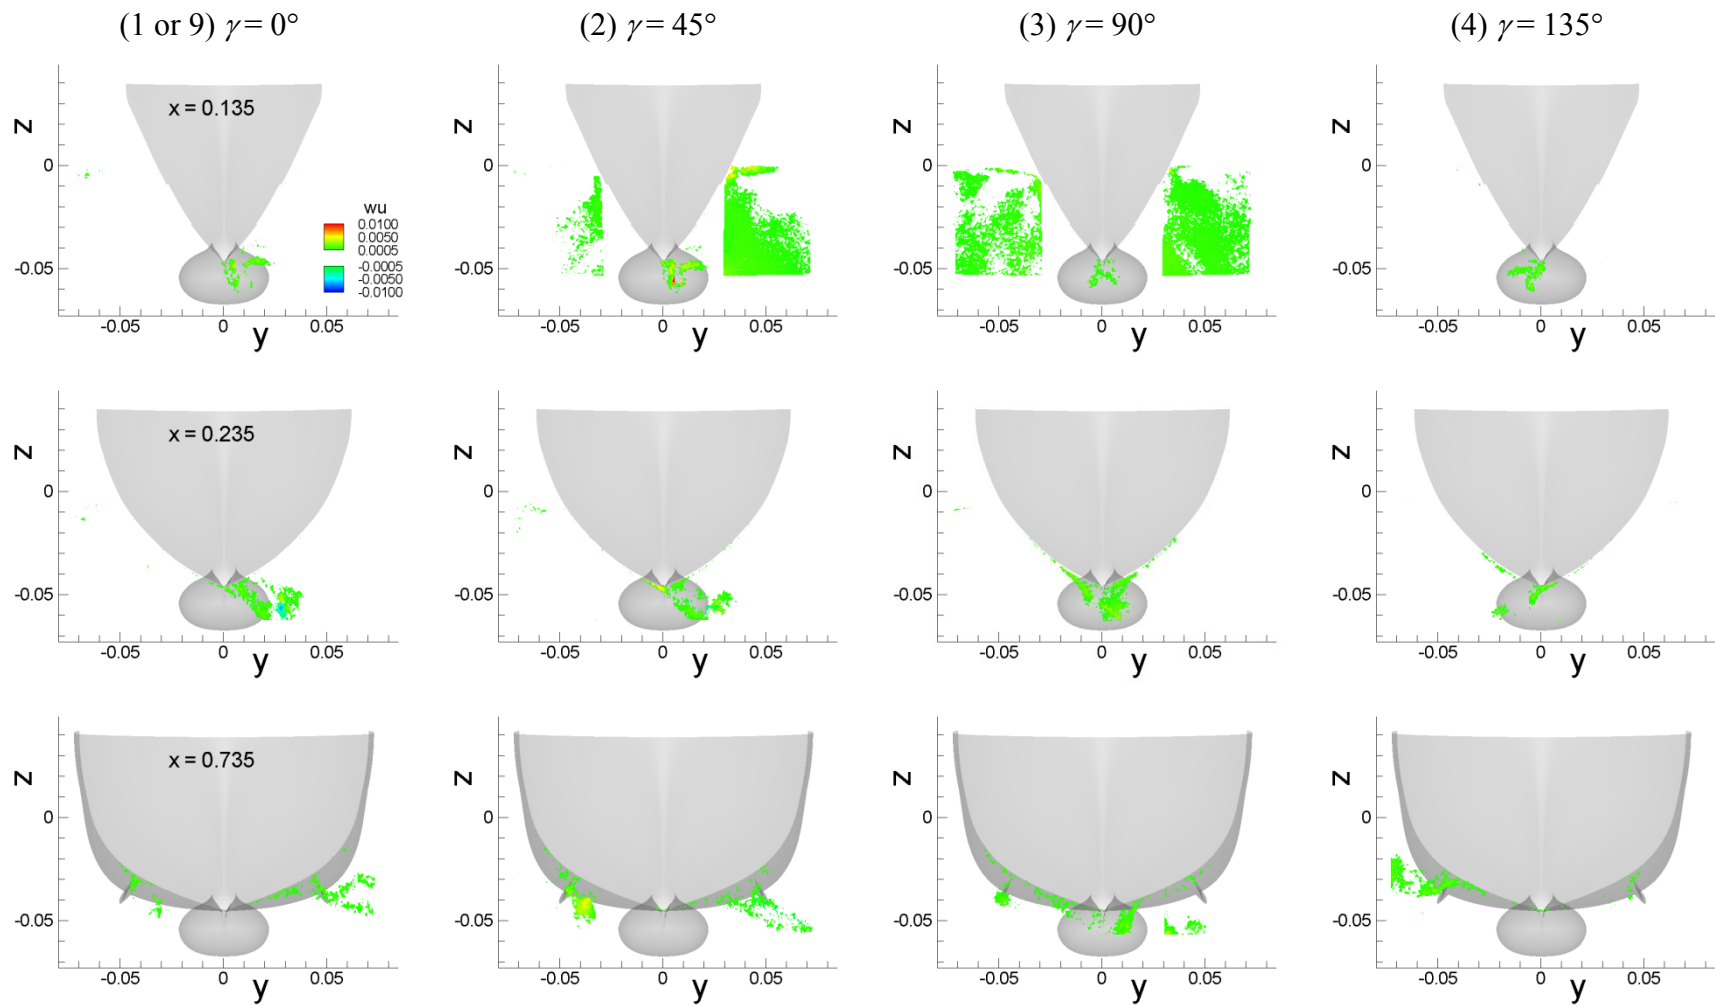 (1 or 9) γ = 0° (2) γ = 45° (3) γ = 90° (4) γ = 135°
x = 0.135
z z z z
0 0 0 0
wu
0.0100
0.0050
0.0005
-0.0005
-0.0050
-0.0100
-0.05 -0.05 -0.05 -0.05
-0.05 0 0.05 -0.05 0 0.05 -0.05 0 0.05 -0.05 0 0.05
y y y y
x = 0.235
z z z z
0 0 0 0
-0.05 -0.05 -0.05 -0.05
-0.05 0 0.05 -0.05 0 0.05 -0.05 0 0.05 -0.05 0 0.05
y y y y
x = 0.735
z z z z
0 0 0 0
-0.05 -0.05 -0.05 -0.05
-0.05 0 0.05 -0.05 0 0.05 -0.05 0 0.05 -0.05 0 0.05
y y y y